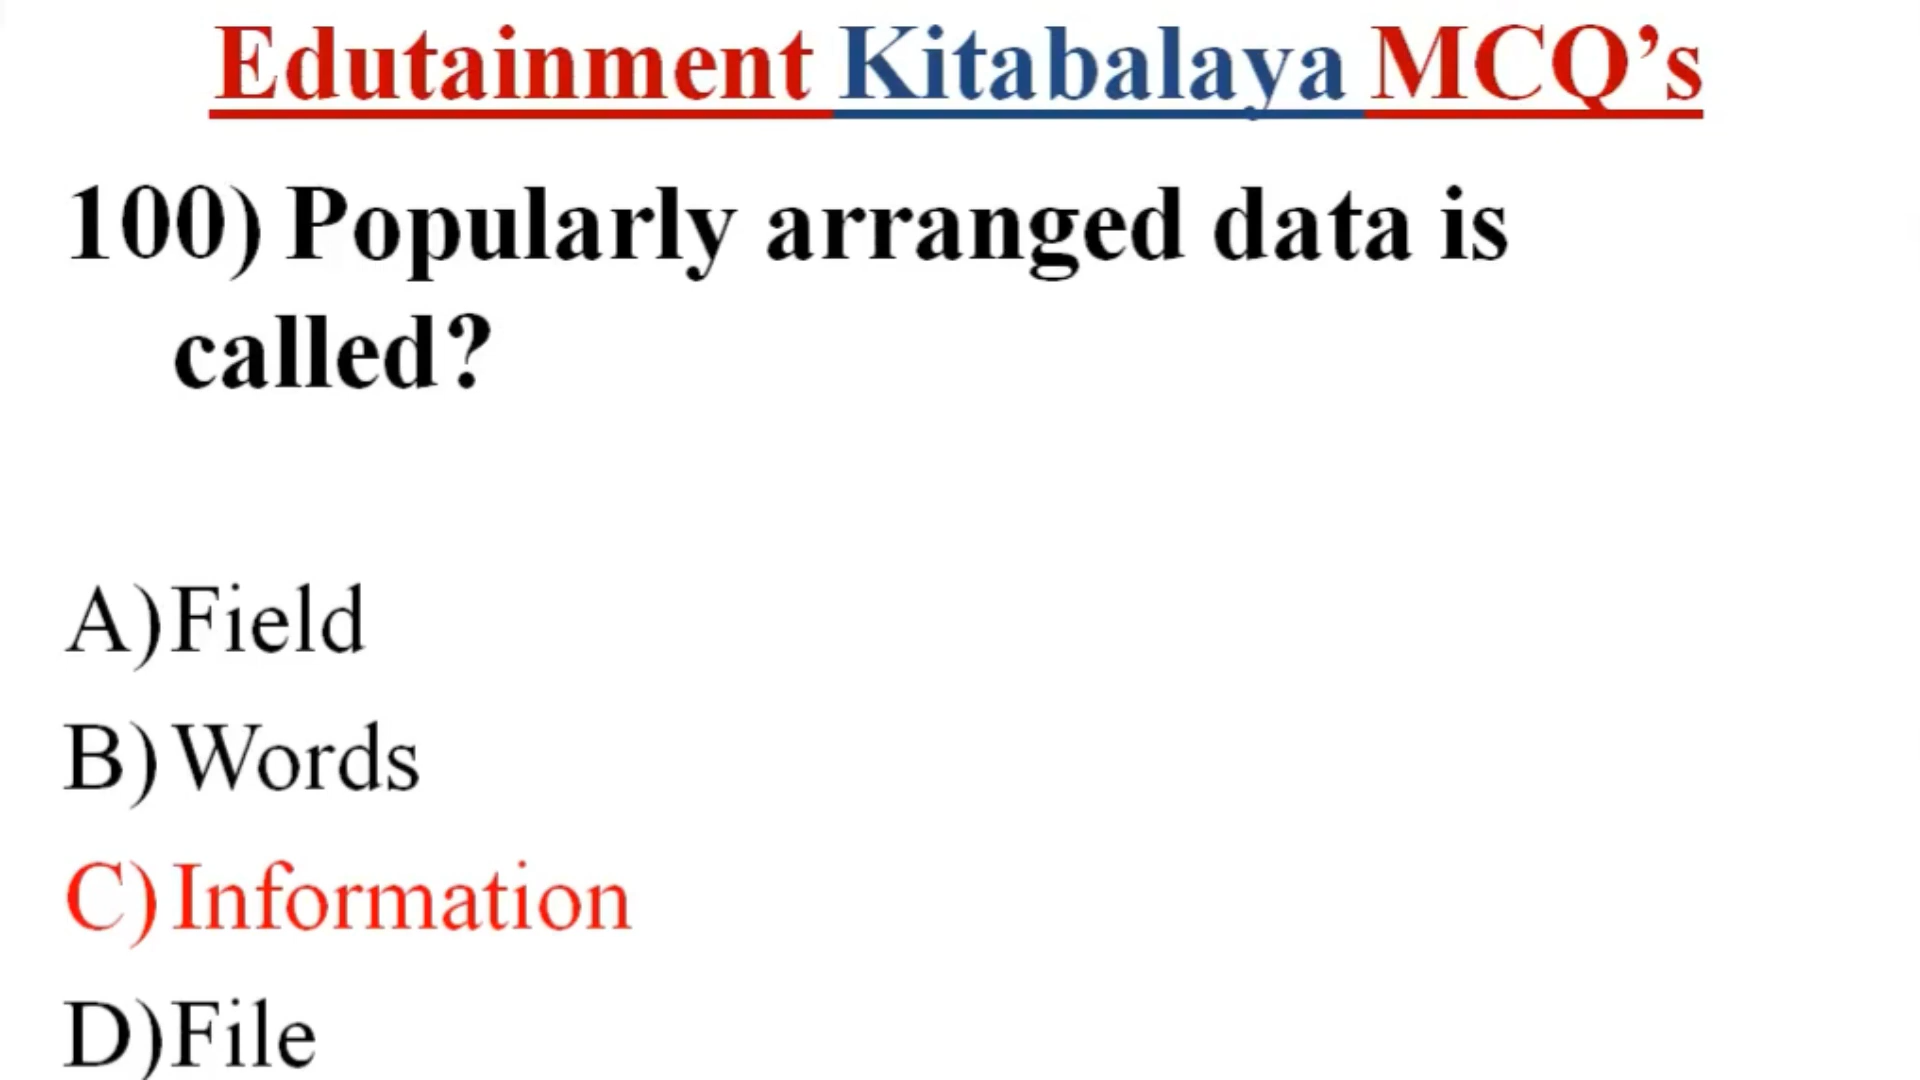 Edutainment Kitabalaya MCQ’s
100) Popularly arranged data is
called?
A) Field
B) Words
C) Information
D) File